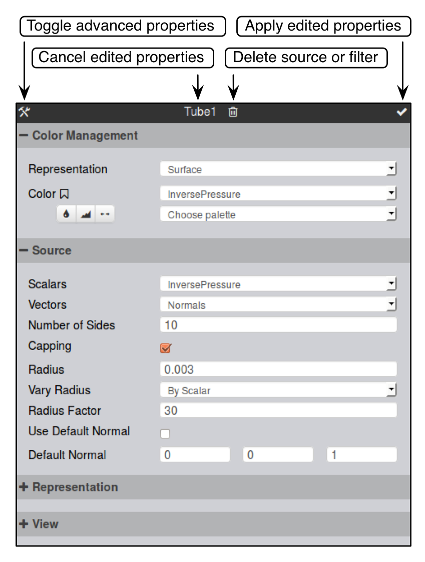 Toggle advanced properties
Apply edited properties
Cancel edited properties
Delete source or filter
Tube1
Color Management
Representation Surface
Color InversePressure
Choose palette
Source
Scalars InversePressure
Vectors Normals
Number of Sides 10
Capping
Radius 0.003
Vary Radius By Scalar
Radius Factor 30
Use Default Normal
Default Normal 0 0 1
Representation
View